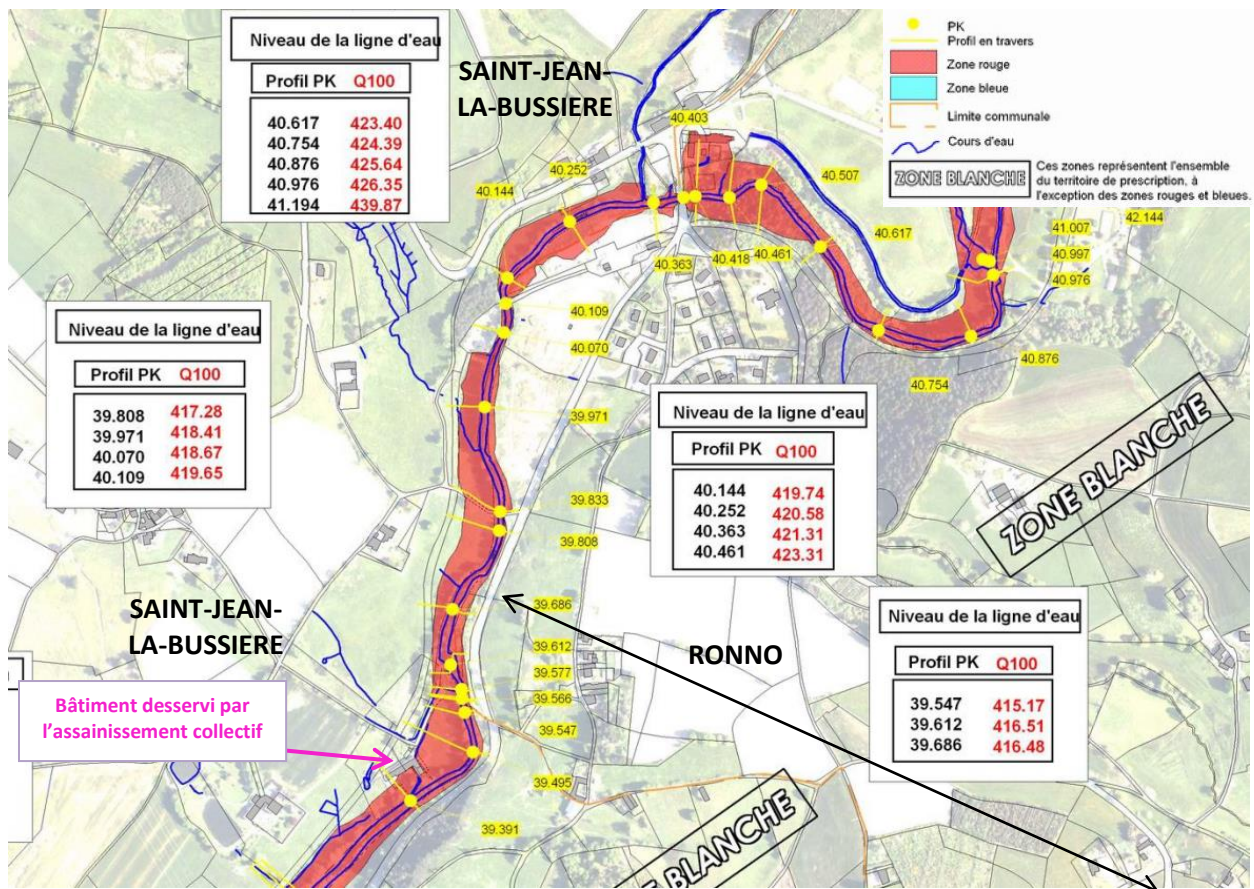 Niveau de la ligne d'eau
Profil PK Q100
40.617 423.40
40.754 424.39
40.876 425.64
40.976 426.35
41.194 439.87
SAINT-JEAN-
LA-BUSSIERE
PK
Profil en travers
Zone rouge
Zone bleue
Limite communale
Cours d'eau
ZONE BLANCHE
Ces zones représentent l'ensemble
du territoire de prescription, à
l'exception des zones rouges et bleues.
40.403
40.252
40.144
40.507
40.617
42.144
41.007
40.997
40.976
40.363
40.418
40.461
40.109
40.070
40.876
40.754
39.971
Niveau de la ligne d'eau
Profil PK Q100
39.808 417.28
39.971 418.41
40.070 418.67
40.109 419.65
Niveau de la ligne d'eau
Profil PK Q100
40.144 419.74
40.252 420.58
40.363 421.31
40.461 423.31
ZONE BLANCHE
39.833
39.808
39.686
39.612
39.577
39.566
39.547
39.495
39.391
SAINT-JEAN-
LA-BUSSIERE
RONNO
Bâtiment desservi par
l'assainissement collectif
Niveau de la ligne d'eau
Profil PK Q100
39.547 415.17
39.612 416.51
39.686 416.48
BLANCHE